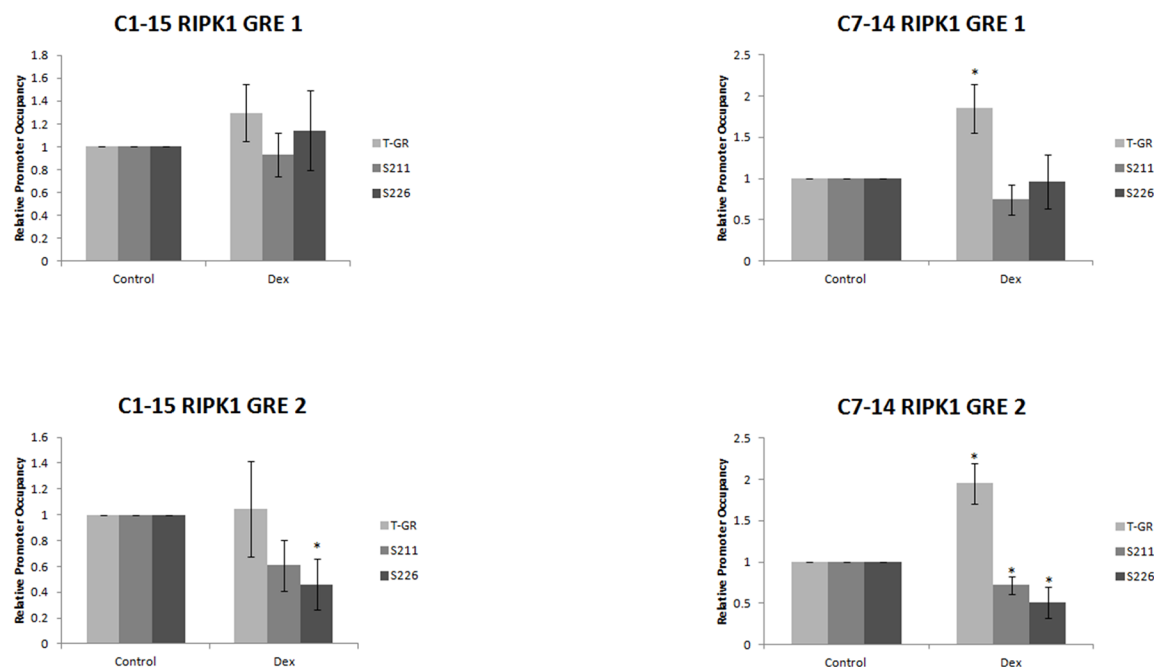 C1-15 RIPK1 GRE 1
Relative Promoter Occupancy
1.8
1.6
1.4
1.2
1
0.8
0.6
0.4
0.2
0
Control
Dex
T-GR
S211
S226
C7-14 RIPK1 GRE 1
Relative Promoter Occupancy
2.5
2
1.5
1
0.5
0
*
Control
Dex
T-GR
S211
S226
C1-15 RIPK1 GRE 2
Relative Promoter Occupancy
1.6
1.4
1.2
1
0.8
0.6
0.4
0.2
0
*
Control
Dex
T-GR
S211
S226
C7-14 RIPK1 GRE 2
Relative Promoter Occupancy
2.5
2
1.5
1
0.5
0
*
*
*
Control
Dex
T-GR
S211
S226